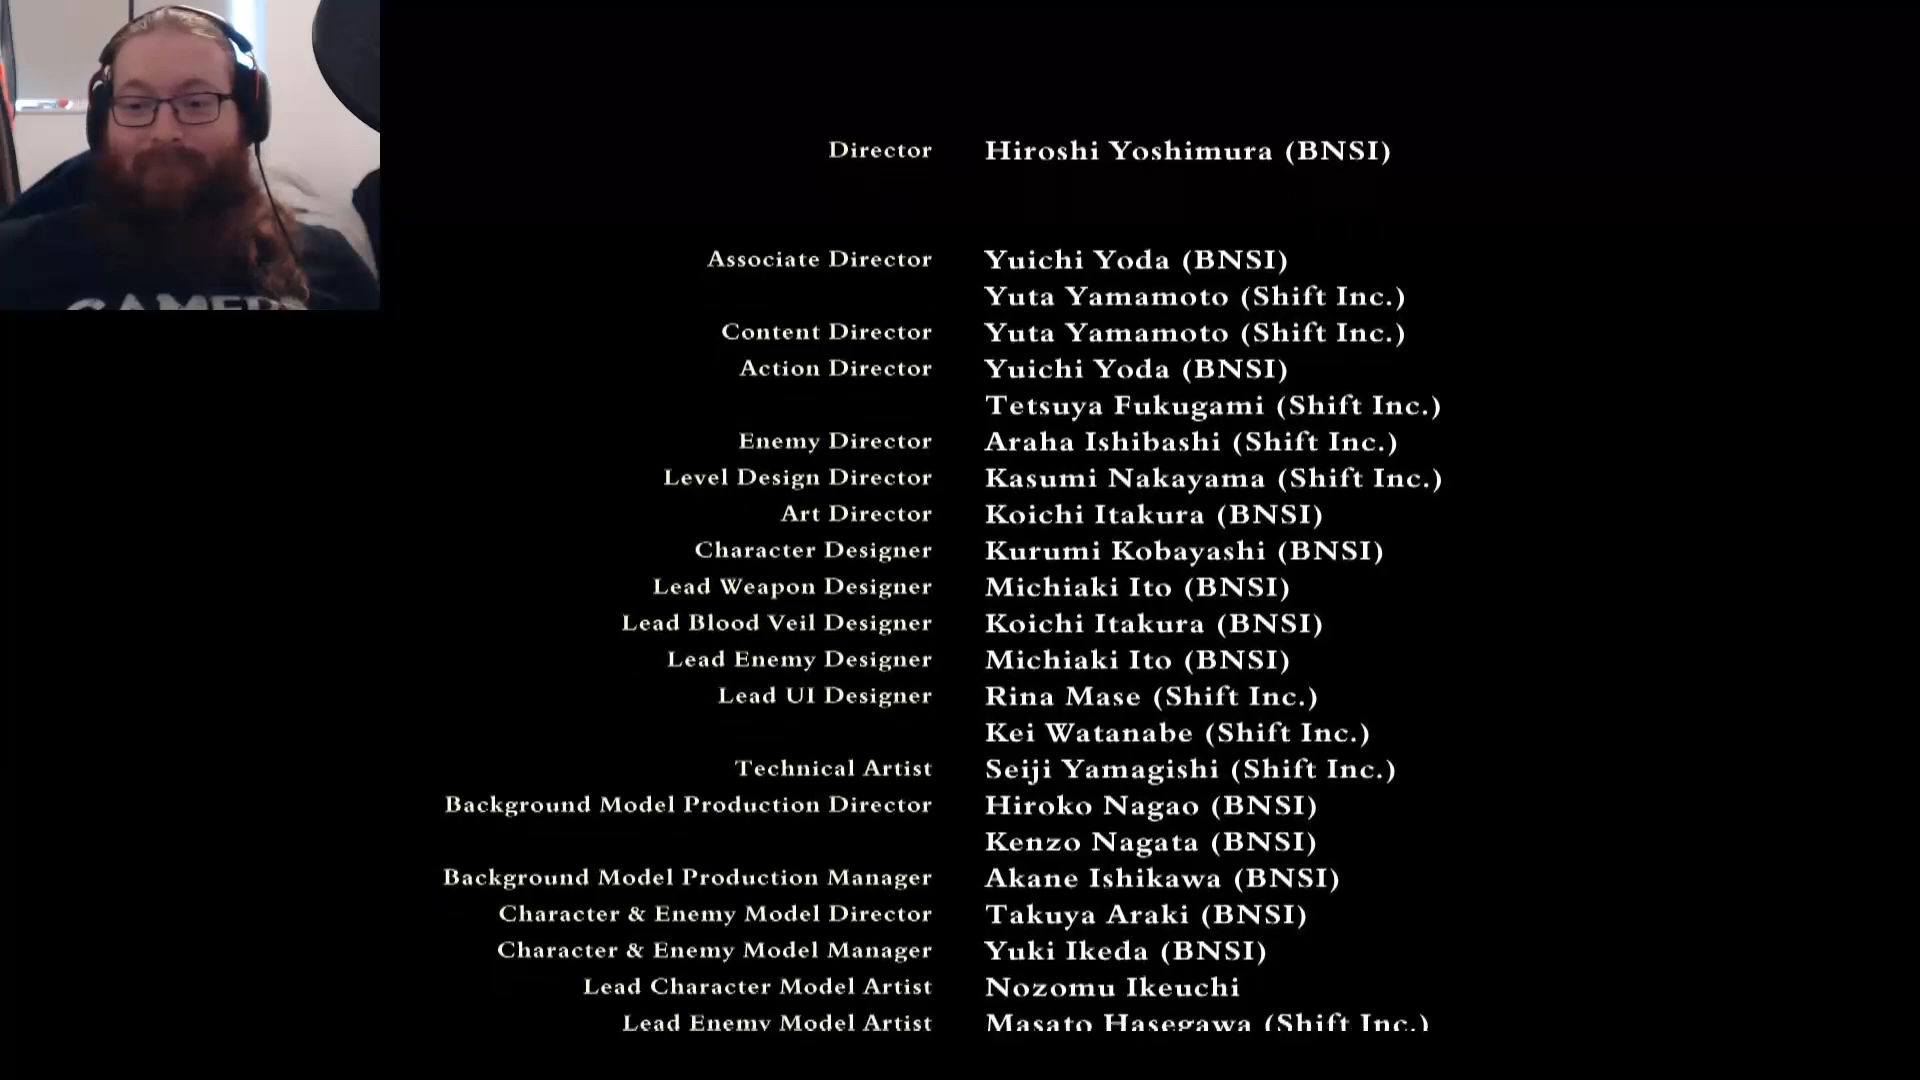 Director Hiroshi Yoshimura (BNSI)
Associate Director Yuichi Yoda (BNSI)
Yuta Yamamoto (Shift Inc.)
Content Director Yuta Yamamoto (Shift Inc.)
Action Director Yuichi Yoda (BNSI)
Tetsuya Fukugami (Shift Inc.)
Enemy Director Araha Ishibashi (Shift Inc.)
Level Design Director Kasumi Nakayama (Shift Inc.)
Art Director Koichi Itakura (BNSI)
Character Designer Kurumi Kobayashi (BNSI)
Lead Weapon Designer Michiaki Ito (BNSI)
Lead Blood Veil Designer Koichi Itakura (BNSI)
Lead Enemy Designer Michiaki Ito (BNSI)
Lead UI Designer Rina Mase (Shift Inc.)
Kei Watanabe (Shift Inc.)
Technical Artist Seiji Yamagishi (Shift Inc.)
Background Model Production Director Hiroko Nagao (BNSI)
Kenzo Nagata (BNSI)
Background Model Production Manager Akane Ishikawa (BNSI)
Character & Enemy Model Director Takuya Araki (BNSI)
Character & Enemy Model Manager Yuki Ikeda (BNSI)
Lead Character Model Artist Nozomu Ikeuchi
Lead Enemy Model Artist Masato Hasegawa (Shift Inc.)